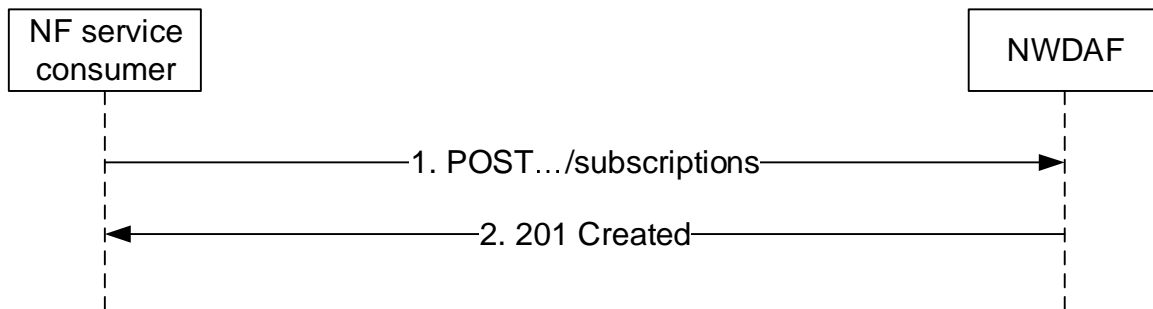 NF service
consumer
NWDAF
1. POST…/subscriptions
2. 201 Created